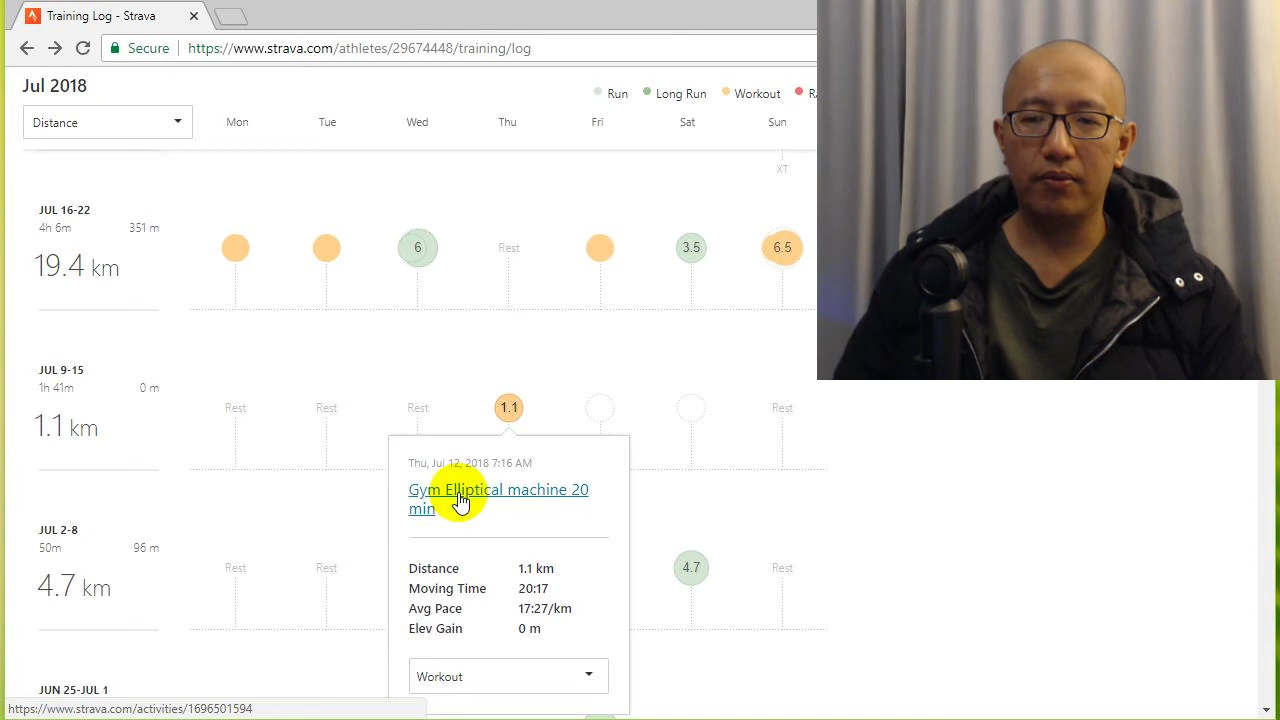 Training Log - Strava
Secure https://www.strava.com/athletes/29674448/training/log
Jul 2018
Run Long Run Workout
Distance Mon Tue Wed Thu Fri Sat Sun
XT
JUL 16-22
4h 6m 351 m
19.4 km
6 Rest 3.5 6.5
JUL 9-15
1h 41m 0 m
1.1 km
Rest Rest Rest 1.1 Rest
Thu, Jul 12, 2018 7:16 AM
Gym Elliptical machine 20
min
Distance 1.1 km
Moving Time 20:17
Avg Pace 17:27/km
Elev Gain 0 m
Workout
JUL 2-8
50m 96 m
4.7 km
Rest Rest 4.7 Rest
JUN 25-JUL 1
https://www.strava.com/activities/1696501594